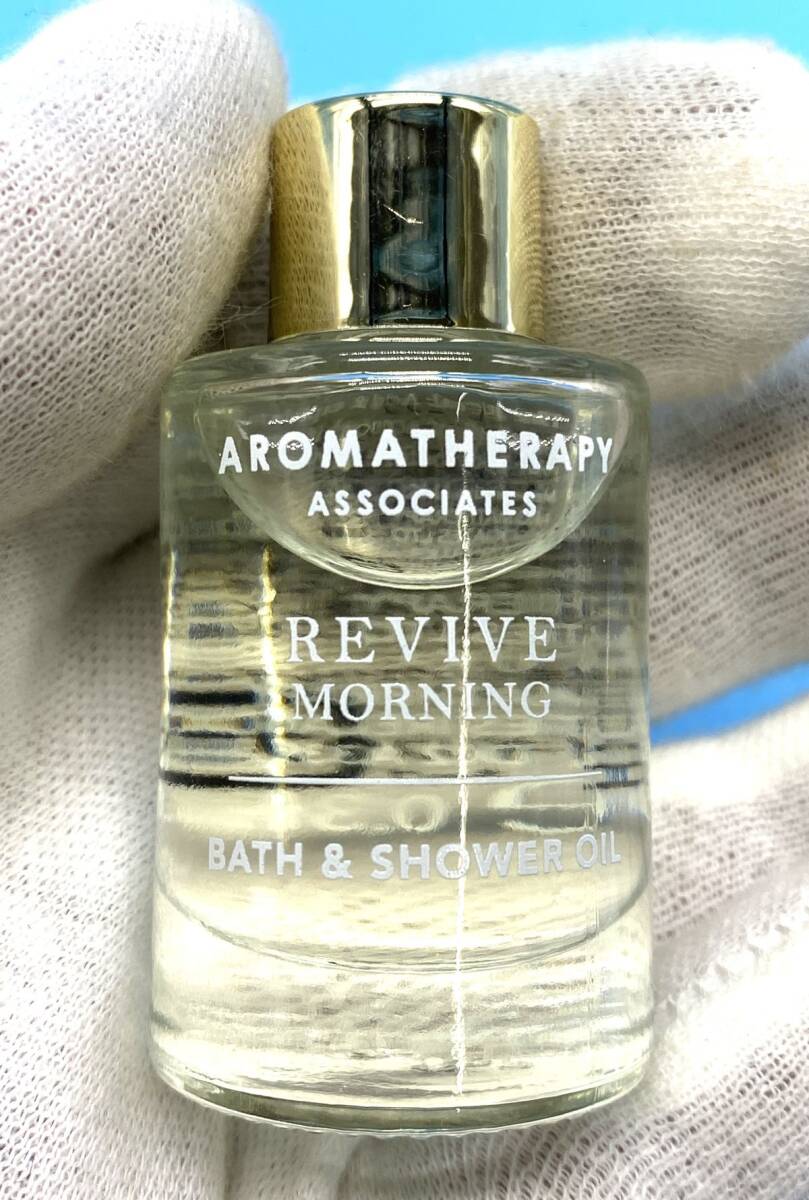 AROMATHERAPY
ASSOCIATES
REVIVE
MORNING
BATH & SHOWER OIL